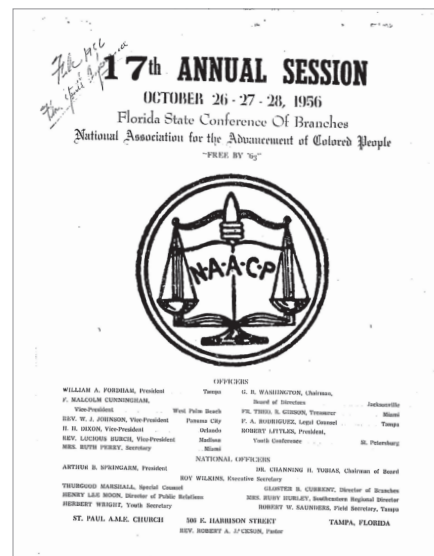 File
17th ANNUAL SESSION
OCTOBER 26 - 27 - 28, 1956
Florida State Conference Of Branches
National Association for the Advancement of Colored People
"FREE BY '63"
N·A·A·C·P
OFFICERS
WILLIAM A. FORDHAM, President Tampa
F. MALCOLM CUNNINGHAM,
Vice-President West Palm Beach
REV. W. J. JOHNSON, Vice-President Panama City
H. H. DIXON, Vice-President Orlando
REV. LUCIOUS BURCH, Vice-President Madison
MRS. RUTH PERRY, Secretary Miami
G. B. WASHINGTON, Chairman,
Board of Directors Jacksonville
FR. THEO. R. GIBSON, Treasurer Miami
F. A. RODRIGUEZ, Legal Counsel Tampa
ROBERT LITTLES, President,
Youth Conference St. Petersburg
NATIONAL OFFICERS
ARTHUR B. SPRINGARM, President
DR. CHANNING H. TOBIAS, Chairman of Board
ROY WILKINS, Executive Secretary
THURGOOD MARSHALL, Special Counsel
GLOSTER B. CURRENT, Director of Branches
HENRY LEE MOON, Director of Public Relations
MRS. RUBY HURLEY, Southeastern Regional Director
HERBERT WRIGHT, Youth Secretary
ROBERT W. SAUNDERS, Field Secretary, Tampa
ST. PAUL A.M.E. CHURCH 506 E. HARRISON STREET TAMPA, FLORIDA
REV. ROBERT A. JACKSON, Pastor